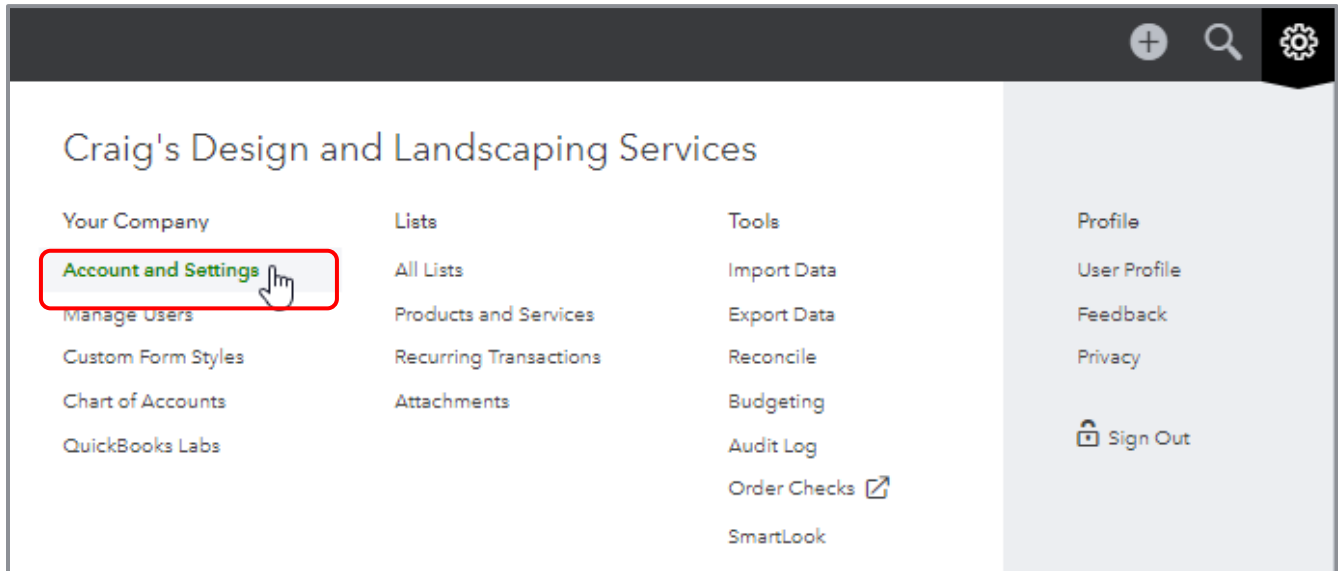 Craig's Design and Landscaping Services
Your Company
Account and Settings
Manage Users
Custom Form Styles
Chart of Accounts
QuickBooks Labs
Lists
All Lists
Products and Services
Recurring Transactions
Attachments
Tools
Import Data
Export Data
Reconcile
Budgeting
Audit Log
Order Checks
SmartLook
Profile
User Profile
Feedback
Privacy
Sign Out